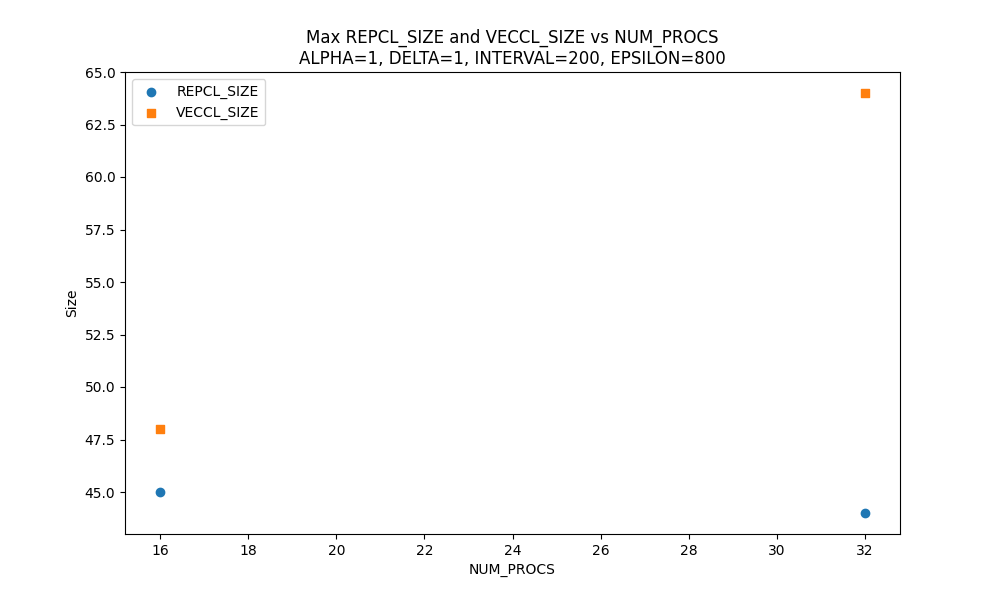 Max REPCL_SIZE and VECCL_SIZE vs NUM_PROCS
ALPHA=1, DELTA=1, INTERVAL=200, EPSILON=800
REPCL_SIZE
VECCL_SIZE
65.0
62.5
60.0
57.5
55.0
52.5
50.0
47.5
45.0
Size
16 18 20 22 24 26 28 30 32
NUM_PROCS